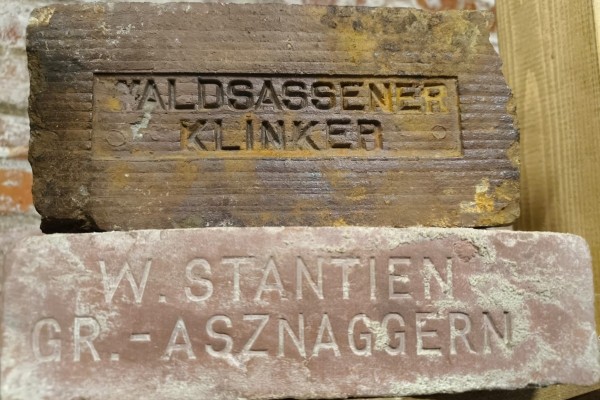 WALDSASSENER
KLINKER
W. STANTIEN
GR.-ASZNAGGERN